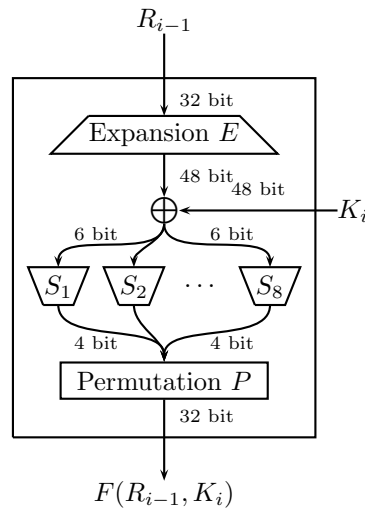 R_{i−1}
32 bit
Expansion E
48 bit
48 bit
K_i
6 bit 6 bit
S_1 S_2 ... S_8
4 bit 4 bit
Permutation P
32 bit
F(R_{i−1}, K_i)